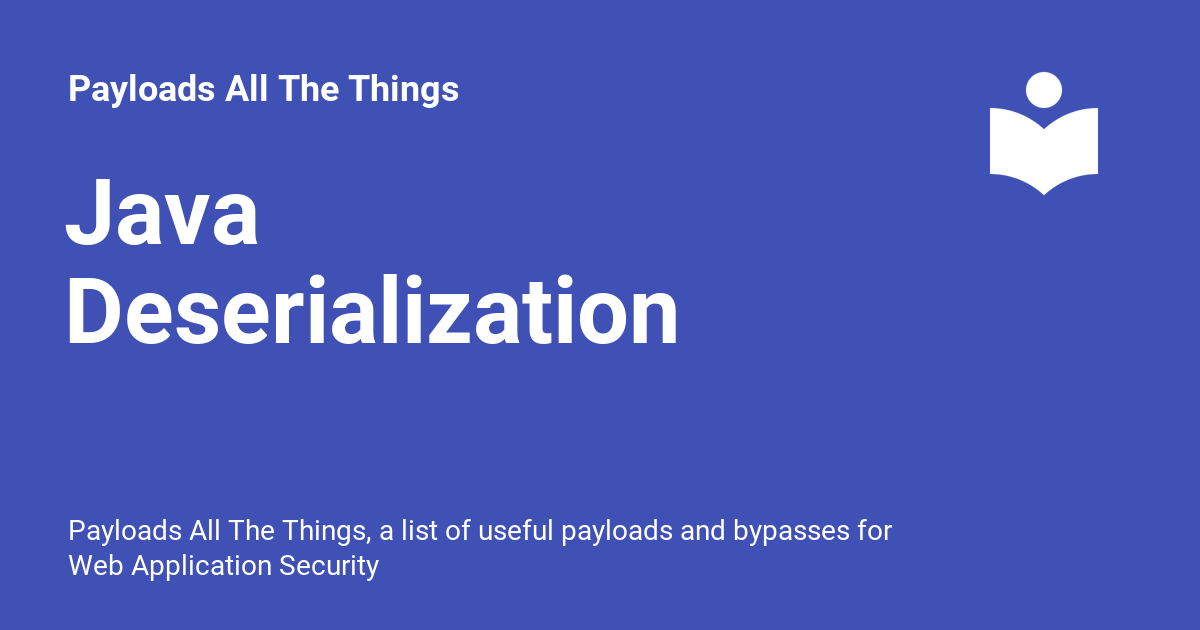 Payloads All The Things
Java
Deserialization
Payloads All The Things, a list of useful payloads and bypasses for
Web Application Security